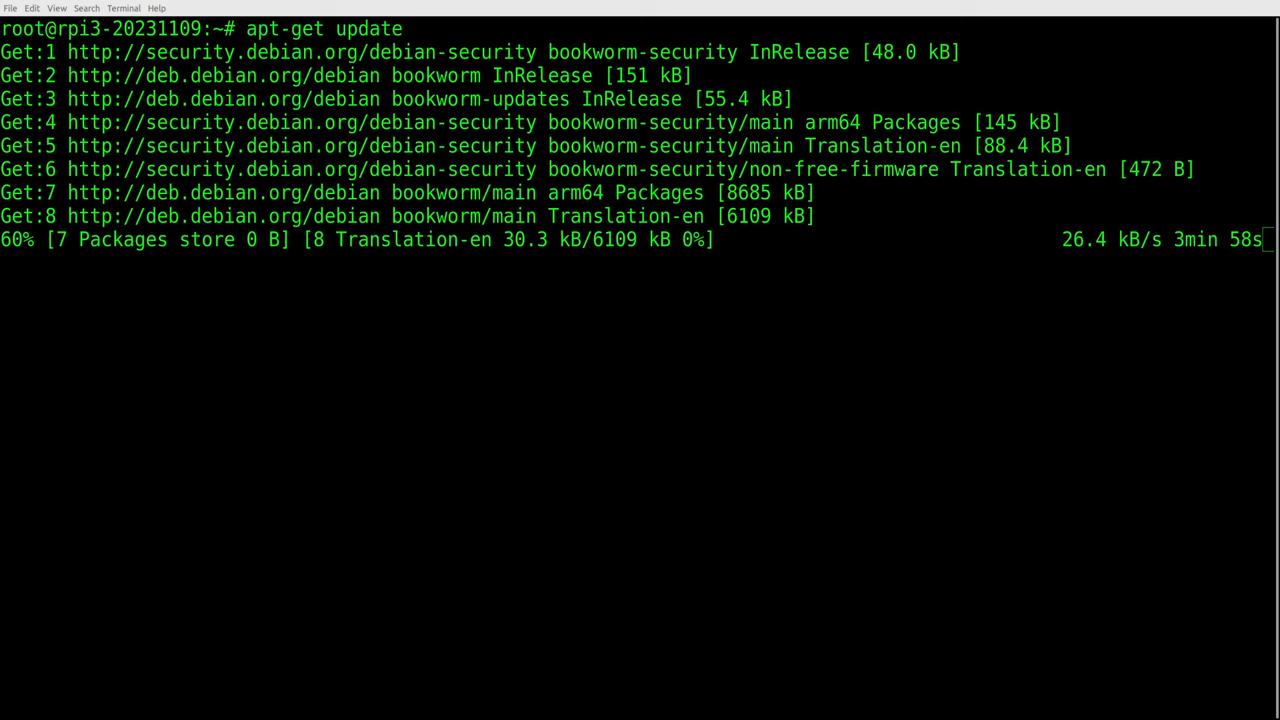 File Edit View Search Terminal Help
root@rpi3-20231109:~# apt-get update
Get:1 http://security.debian.org/debian-security bookworm-security InRelease [48.0 kB]
Get:2 http://deb.debian.org/debian bookworm InRelease [151 kB]
Get:3 http://deb.debian.org/debian bookworm-updates InRelease [55.4 kB]
Get:4 http://security.debian.org/debian-security bookworm-security/main arm64 Packages [145 kB]
Get:5 http://security.debian.org/debian-security bookworm-security/main Translation-en [88.4 kB]
Get:6 http://security.debian.org/debian-security bookworm-security/non-free-firmware Translation-en [472 B]
Get:7 http://deb.debian.org/debian bookworm/main arm64 Packages [8685 kB]
Get:8 http://deb.debian.org/debian bookworm/main Translation-en [6109 kB]
60% [7 Packages store 0 B] [8 Translation-en 30.3 kB/6109 kB 0%] 26.4 kB/s 3min 58s